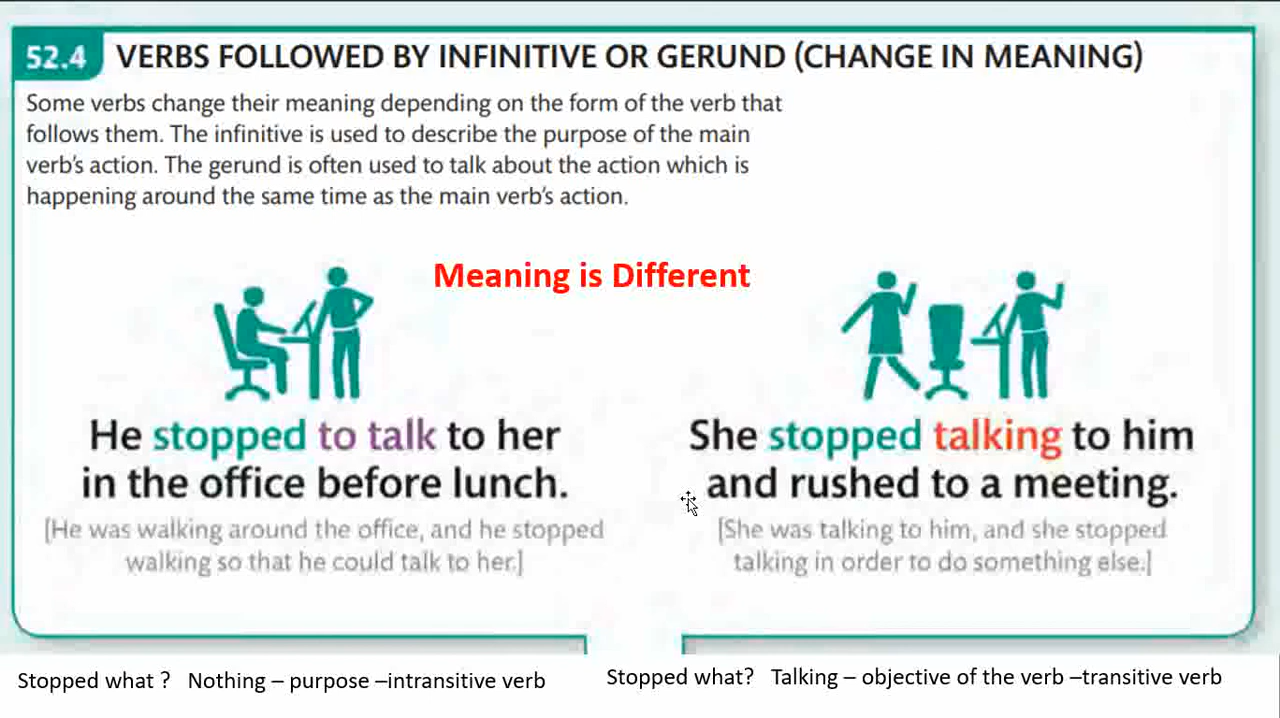 52.4 VERBS FOLLOWED BY INFINITIVE OR GERUND (CHANGE IN MEANING)
Some verbs change their meaning depending on the form of the verb that
follows them. The infinitive is used to describe the purpose of the main
verb's action. The gerund is often used to talk about the action which is
happening around the same time as the main verb's action.
Meaning is Different
He stopped to talk to her
in the office before lunch.
[He was walking around the office, and he stopped
walking so that he could talk to her.]
She stopped talking to him
and rushed to a meeting.
[She was talking to him, and she stopped
talking in order to do something else.]
Stopped what ? Nothing – purpose –intransitive verb
Stopped what? Talking – objective of the verb –transitive verb